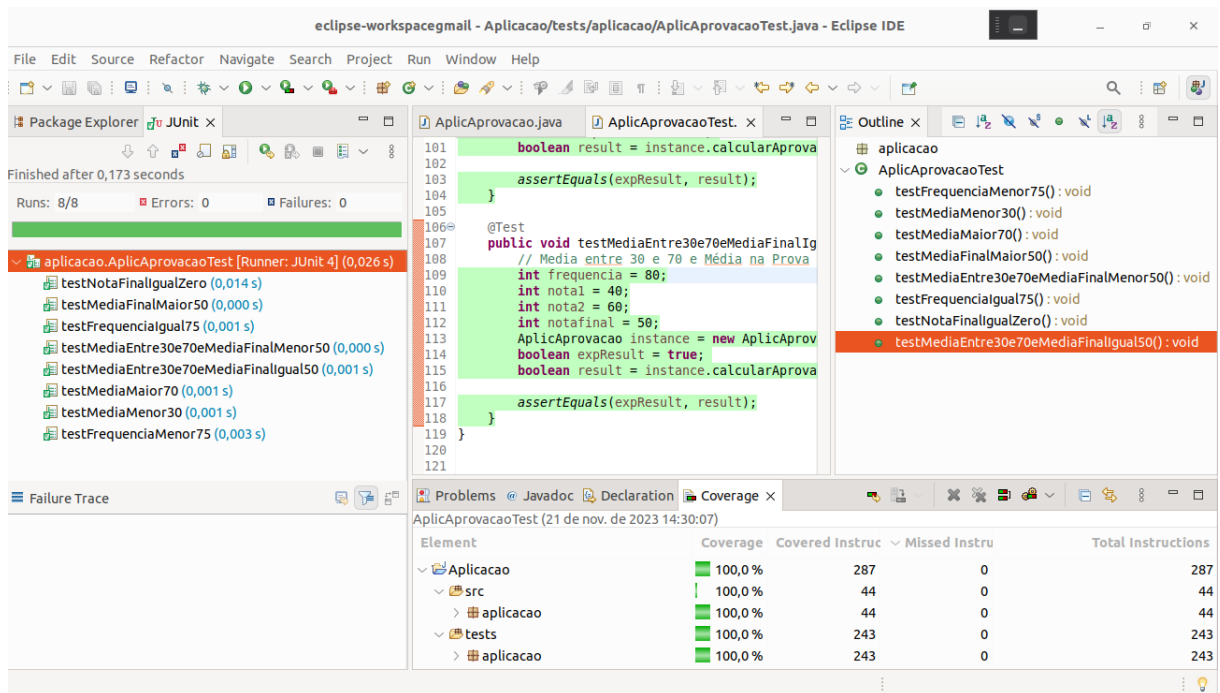 eclipse-workspacegmail - Aplicacao/tests/aplicacao/AplicAprovacaoTest.java - Eclipse IDE
File Edit Source Refactor Navigate Search Project Run Window Help
Package Explorer JUnit
Finished after 0,173 seconds
Runs: 8/8 Errors: 0 Failures: 0
aplicacao.AplicAprovacaoTest [Runner: JUnit 4] (0,026 s)
testNotaFinalIgualZero (0,014 s)
testMediaFinalMaior50 (0,000 s)
testFrequenciaIgual75 (0,001 s)
testMediaEntre30e70eMediaFinalMenor50 (0,000 s)
testMediaEntre30e70eMediaFinalIgual50 (0,001 s)
testMediaMaior70 (0,001 s)
testMediaMenor30 (0,001 s)
testFrequenciaMenor75 (0,003 s)
Failure Trace
AplicAprovacao.java AplicAprovacaoTest.
101 boolean result = instance.calcularAprova
102
103 assertEquals(expResult, result);
104 }
105
106 @Test
107 public void testMediaEntre30e70eMediaFinalIg
108 // Media entre 30 e 70 e Média na Prova
109 int frequencia = 80;
110 int nota1 = 40;
111 int nota2 = 60;
112 int notafinal = 50;
113 AplicAprovacao instance = new AplicAprov
114 boolean expResult = true;
115 boolean result = instance.calcularAprova
116
117 assertEquals(expResult, result);
118 }
119 }
120
121
Outline
aplicacao
AplicAprovacaoTest
testFrequenciaMenor75() : void
testMediaMenor30() : void
testMediaMaior70() : void
testMediaFinalMaior50() : void
testMediaEntre30e70eMediaFinalMenor50() : void
testFrequenciaIgual75() : void
testNotaFinalIgualZero() : void
testMediaEntre30e70eMediaFinalIgual50() : void
Problems Javadoc Declaration Coverage
AplicAprovacaoTest (21 de nov. de 2023 14:30:07)
Element Coverage Covered Instruc Missed Instru Total Instructions
Aplicacao 100,0 % 287 0 287
src 100,0 % 44 0 44
aplicacao 100,0 % 44 0 44
tests 100,0 % 243 0 243
aplicacao 100,0 % 243 0 243